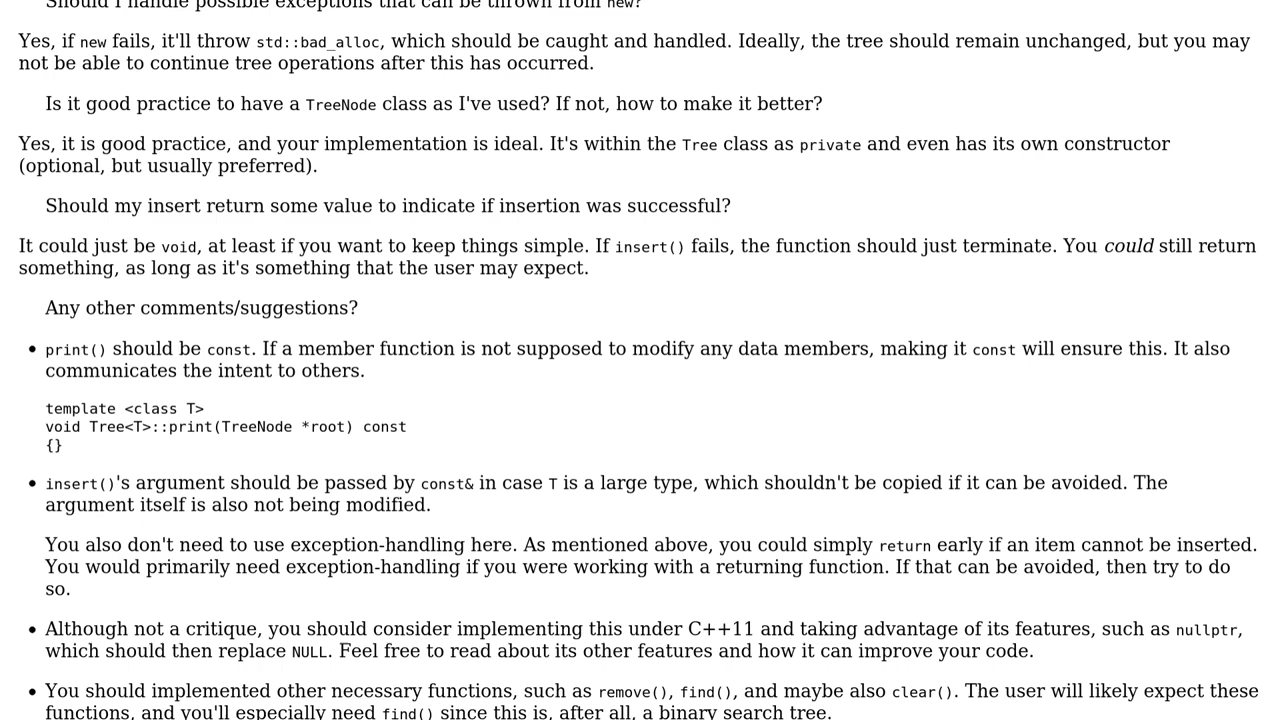 Should I handle possible exceptions that can be thrown from new?
Yes, if new fails, it'll throw std::bad_alloc, which should be caught and handled. Ideally, the tree should remain unchanged, but you may
not be able to continue tree operations after this has occurred.
Is it good practice to have a TreeNode class as I've used? If not, how to make it better?
Yes, it is good practice, and your implementation is ideal. It's within the Tree class as private and even has its own constructor
(optional, but usually preferred).
Should my insert return some value to indicate if insertion was successful?
It could just be void, at least if you want to keep things simple. If insert() fails, the function should just terminate. You could still return
something, as long as it's something that the user may expect.
Any other comments/suggestions?
• print() should be const. If a member function is not supposed to modify any data members, making it const will ensure this. It also
communicates the intent to others.
template <class T>
void Tree<T>::print(TreeNode *root) const
{}
• insert()'s argument should be passed by const& in case T is a large type, which shouldn't be copied if it can be avoided. The
argument itself is also not being modified.
You also don't need to use exception-handling here. As mentioned above, you could simply return early if an item cannot be inserted.
You would primarily need exception-handling if you were working with a returning function. If that can be avoided, then try to do
so.
• Although not a critique, you should consider implementing this under C++11 and taking advantage of its features, such as nullptr,
which should then replace NULL. Feel free to read about its other features and how it can improve your code.
• You should implemented other necessary functions, such as remove(), find(), and maybe also clear(). The user will likely expect these
functions, and you'll especially need find() since this is, after all, a binary search tree.